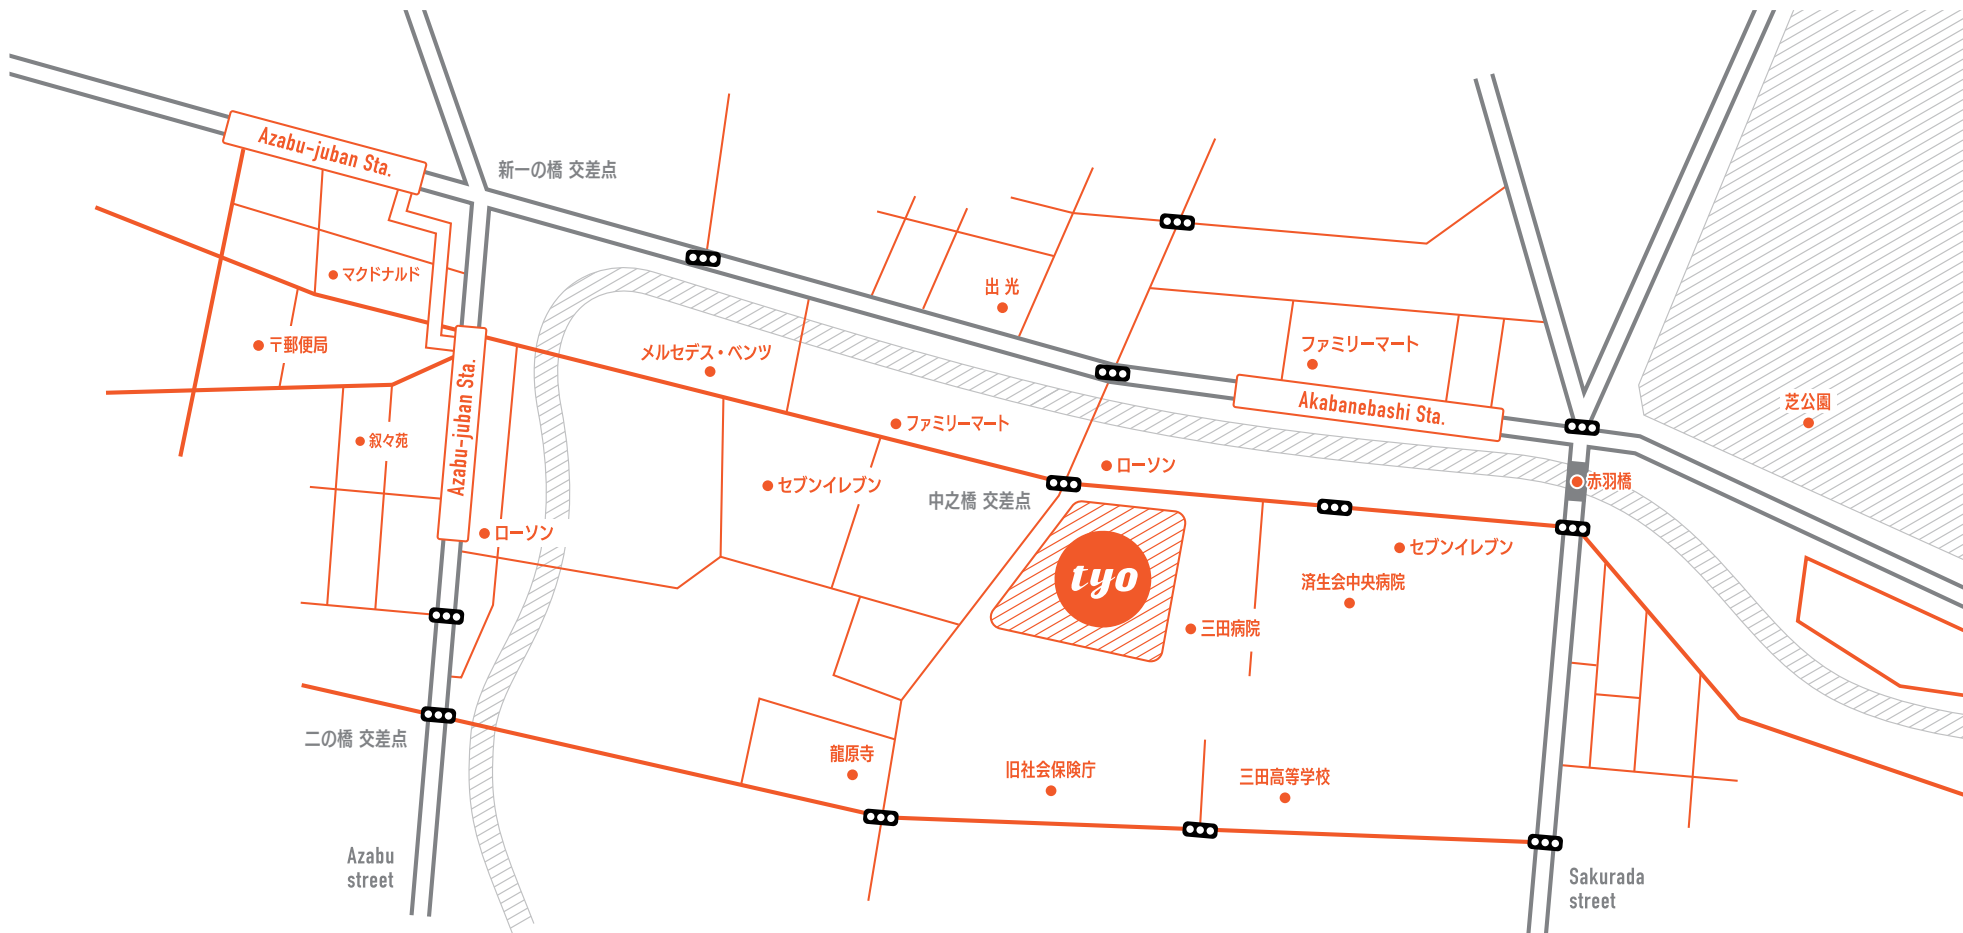 Azabu-juban Sta.
新一の橋 交差点
マクドナルド
出 光
〒郵便局
メルセデス・ベンツ
ファミリーマート
Akabanebashi Sta.
芝公園
Azabu-juban Sta.
叙々苑
ファミリーマート
ローソン
セブンイレブン
中之橋 交差点
赤羽橋
ローソン
セブンイレブン
tyo
済生会中央病院
三田病院
二の橋 交差点
龍原寺
旧社会保険庁
三田高等学校
Azabu
street
Sakurada
street